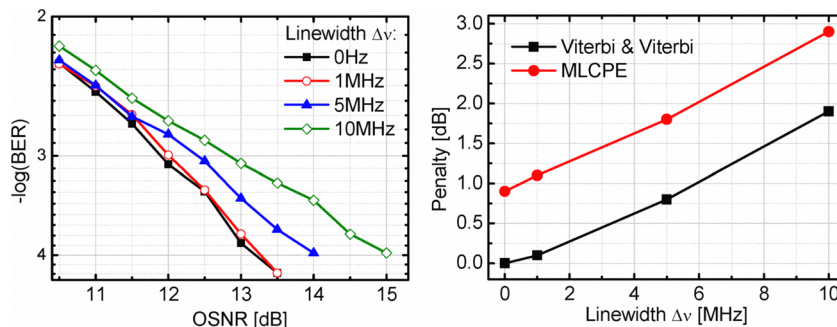 2
3
4
-log(BER)
11 12 13 14 15
OSNR [dB]
Linewidth Δν:
0Hz
1MHz
5MHz
10MHz
3.0
2.5
2.0
1.5
1.0
0.5
0.0
Penalty [dB]
0 2 4 6 8 10
Linewidth Δν [MHz]
Viterbi & Viterbi
MLCPE